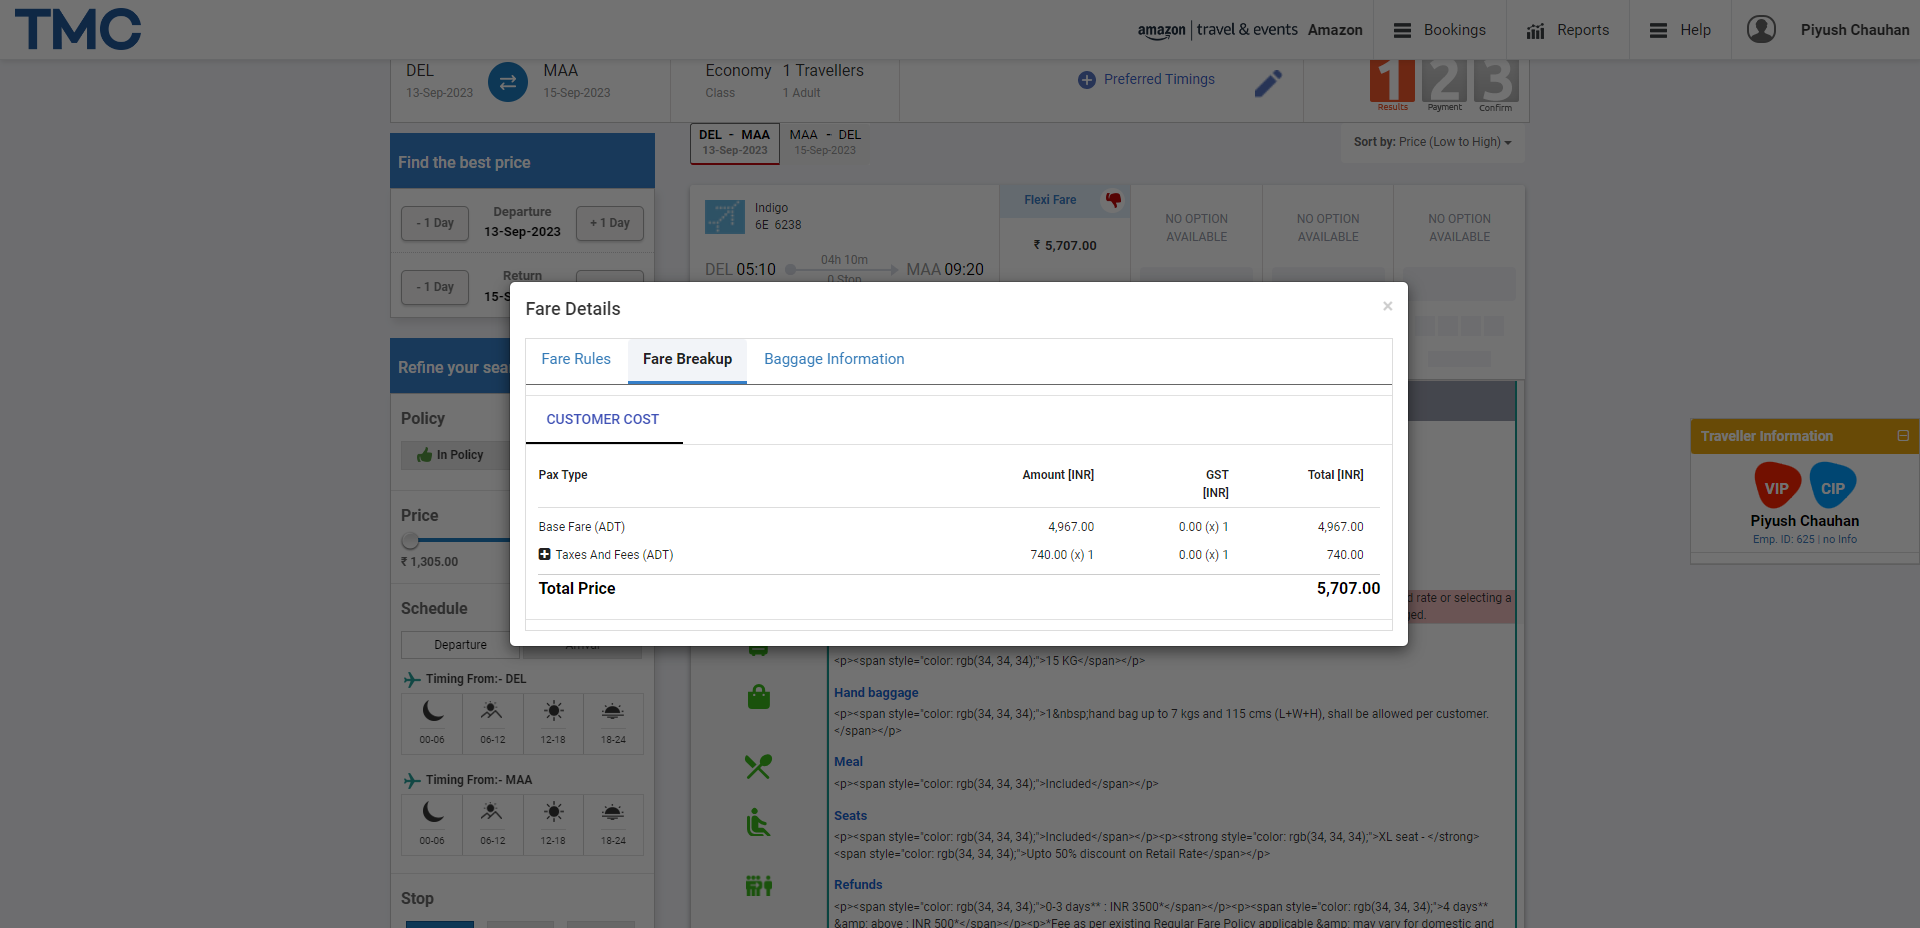 TMC
amazon | travel & events Amazon
Bookings
Reports
Help
Piyush Chauhan
DEL
13-Sep-2023
MAA
15-Sep-2023
Economy
Class
1 Travellers
1 Adult
Preferred Timings
1 2 3
Results Payment Confirm
DEL - MAA
13-Sep-2023
MAA - DEL
15-Sep-2023
Sort by: Price (Low to High)
Find the best price
- 1 Day
Departure
13-Sep-2023
+ 1 Day
- 1 Day
Return
15-S
Indigo
6E 6238
DEL 05:10
04h 10m
0 Stop
MAA 09:20
Flexi Fare
₹ 5,707.00
NO OPTION
AVAILABLE
NO OPTION
AVAILABLE
NO OPTION
AVAILABLE
Fare Details
×
Fare Rules
Fare Breakup
Baggage Information
CUSTOMER COST
Pax Type Amount [INR] GST
[INR] Total [INR]
Base Fare (ADT) 4,967.00 0.00 (x) 1 4,967.00
Taxes And Fees (ADT) 740.00 (x) 1 0.00 (x) 1 740.00
Total Price 5,707.00
Refine your sea
Policy
In Policy
Price
₹ 1,305.00
Schedule
Departure
Timing From:- DEL
00-06 06-12 12-18 18-24
Timing From:- MAA
00-06 06-12 12-18 18-24
Stop
d rate or selecting a
ged.
<p><span style="color: rgb(34, 34, 34);">15 KG</span></p>
Hand baggage
<p><span style="color: rgb(34, 34, 34);">1&nbsp;hand bag up to 7 kgs and 115 cms (L+W+H), shall be allowed per customer.
</span></p>
Meal
<p><span style="color: rgb(34, 34, 34);">Included</span></p>
Seats
<p><span style="color: rgb(34, 34, 34);">Included</span></p><p><strong style="color: rgb(34, 34, 34);">XL seat - </strong>
<span style="color: rgb(34, 34, 34);">Upto 50% discount on Retail Rate</span></p>
Refunds
<p><span style="color: rgb(34, 34, 34);">0-3 days** : INR 3500*</span></p><p><span style="color: rgb(34, 34, 34);">4 days**
&amp; above : INR 500*</span></p><p>*Fee as per existing Regular Fare Policy applicable &amp; may vary for domestic and
Traveller Information
VIP CIP
Piyush Chauhan
Emp. ID: 625 | no Info